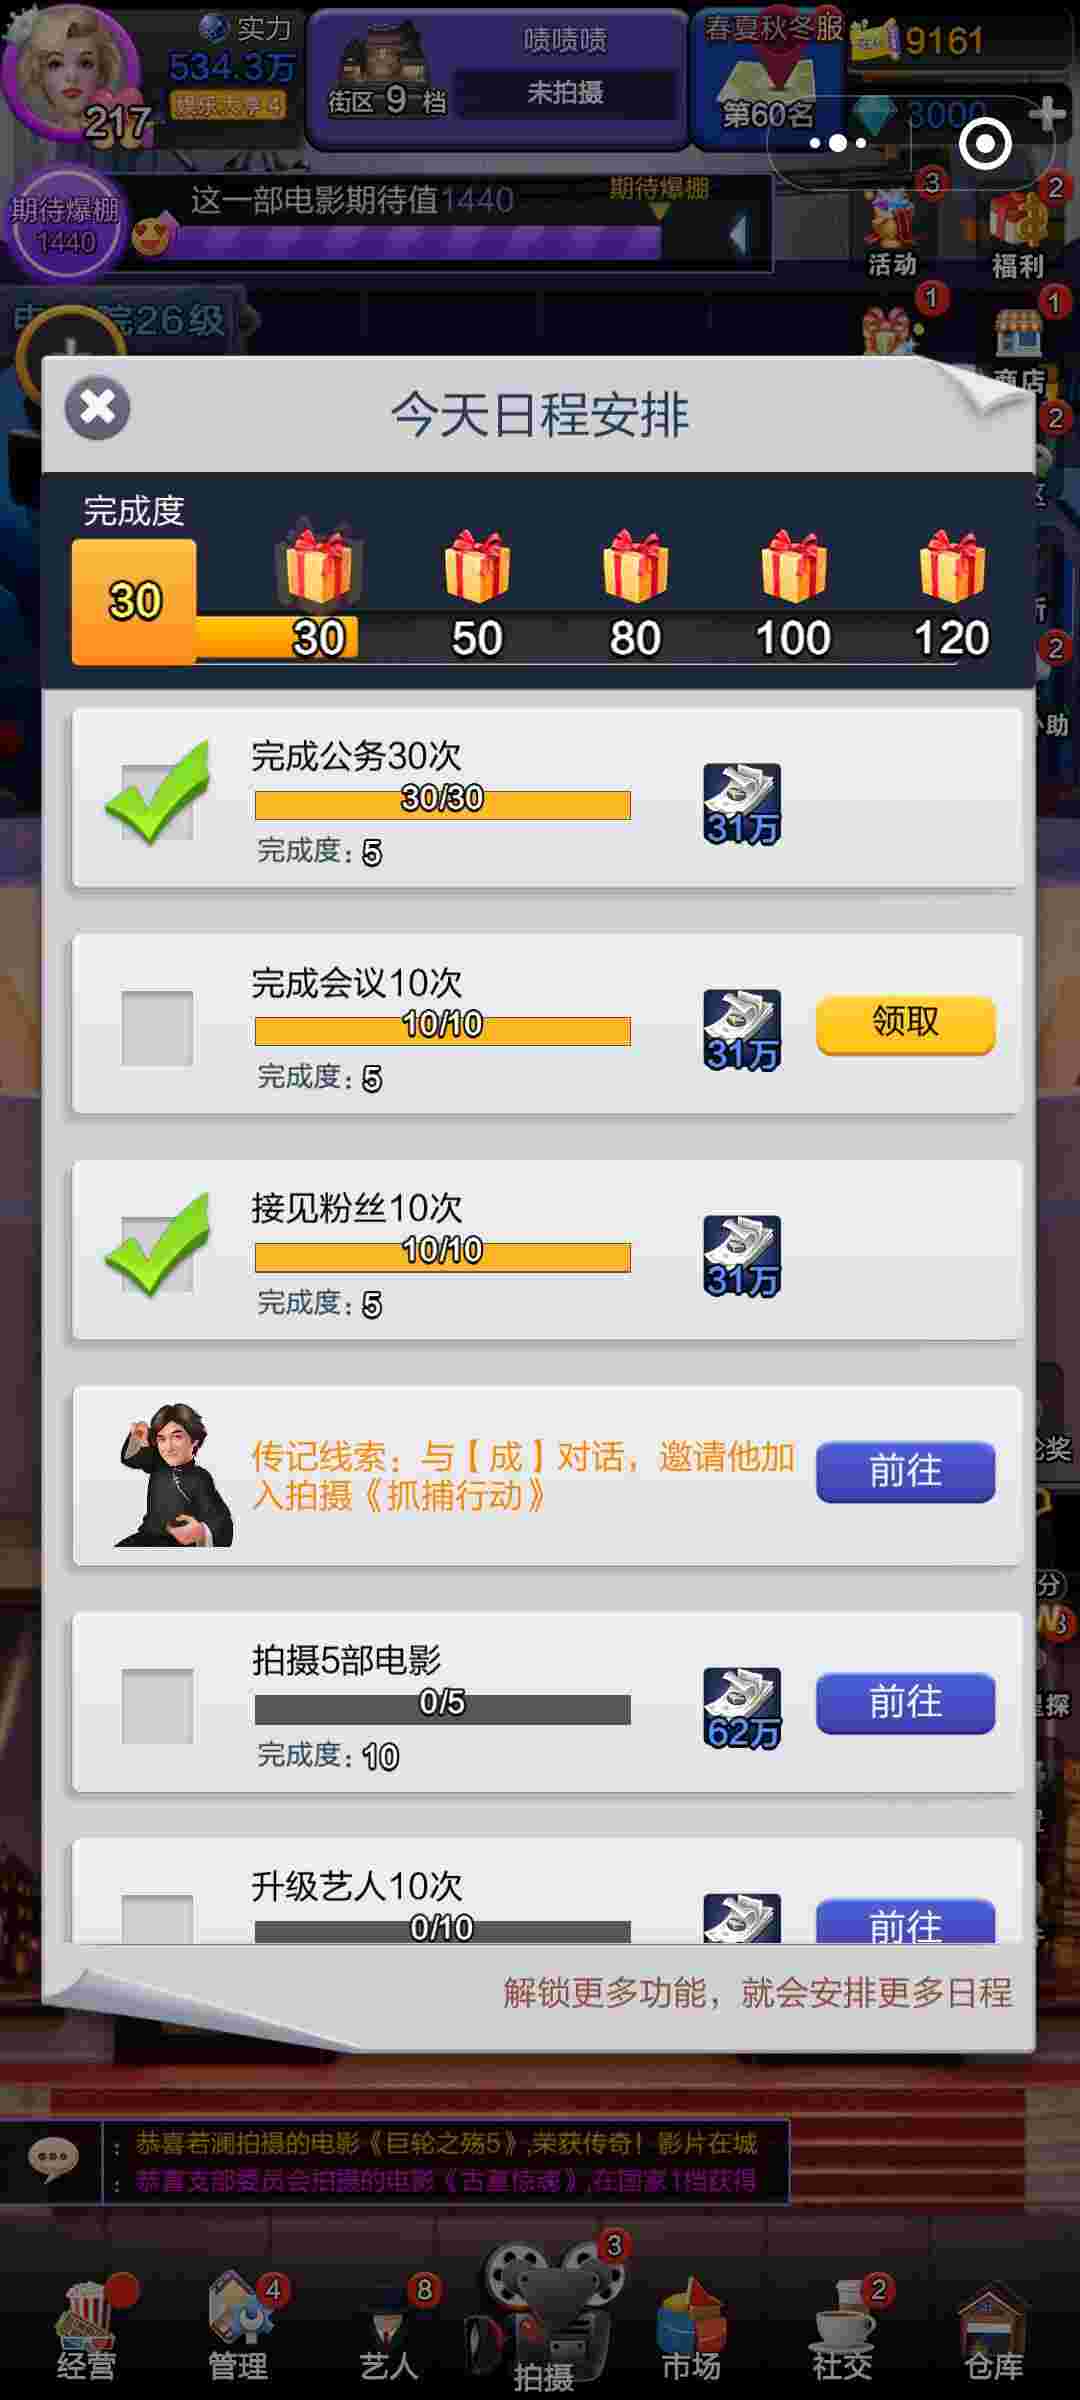 实力
534.3万
娱乐大亨4
217
街区9档
啧啧啧
未拍摄
春夏秋冬服
第60名
9161
3000
期待爆棚
1440
这一部电影期待值1440
期待爆棚
3
活动
2
福利
院26级
1
1
商店
2
今天日程安排
完成度
30
30
50
80
100
120
2
完成公务30次
30/30
完成度：5
31万
完成会议10次
10/10
完成度：5
31万
领取
接见粉丝10次
10/10
完成度：5
31万
传记线索：与【成】对话，邀请他加
入拍摄《抓捕行动》
前往
拍摄5部电影
0/5
完成度：10
62万
前往
升级艺人10次
0/10
前往
解锁更多功能，就会安排更多日程
：恭喜若澜拍摄的电影《巨轮之殇5》,荣获传奇！影片在城
：恭喜支部委员会拍摄的电影《古墓惊魂》,在国家1档获得
经营
4
管理
8
艺人
3
拍摄
市场
2
社交
仓库